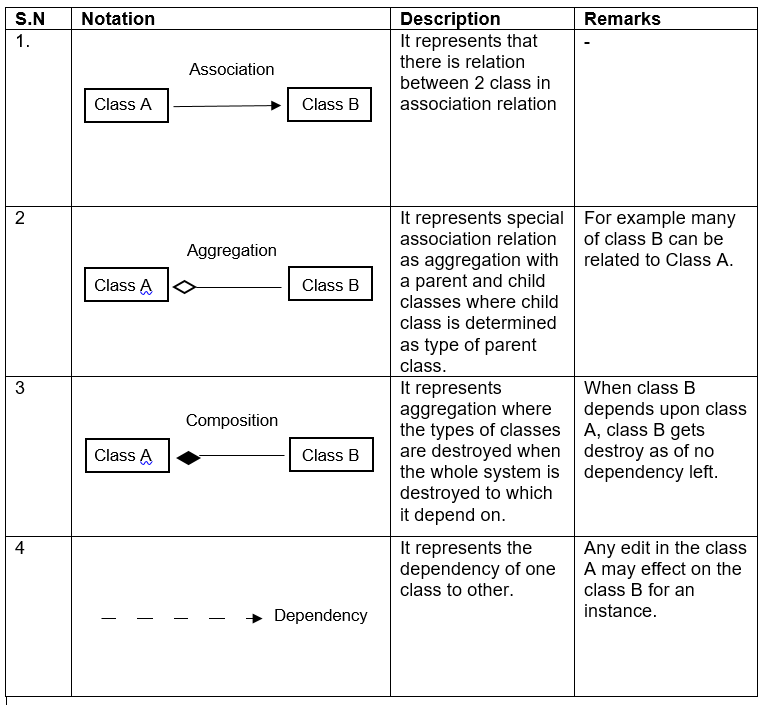 S.N Notation Description Remarks
1.
Association
Class A Class B
It represents that
there is relation
between 2 class in
association relation
-
2
Aggregation
Class A Class B
It represents special
association relation
as aggregation with
a parent and child
classes where child
class is determined
as type of parent
class.
For example many
of class B can be
related to Class A.
3
Composition
Class A Class B
It represents
aggregation where
the types of classes
are destroyed when
the whole system is
destroyed to which
it depend on.
When class B
depends upon class
A, class B gets
destroy as of no
dependency left.
4
Dependency
It represents the
dependency of one
class to other.
Any edit in the class
A may effect on the
class B for an
instance.